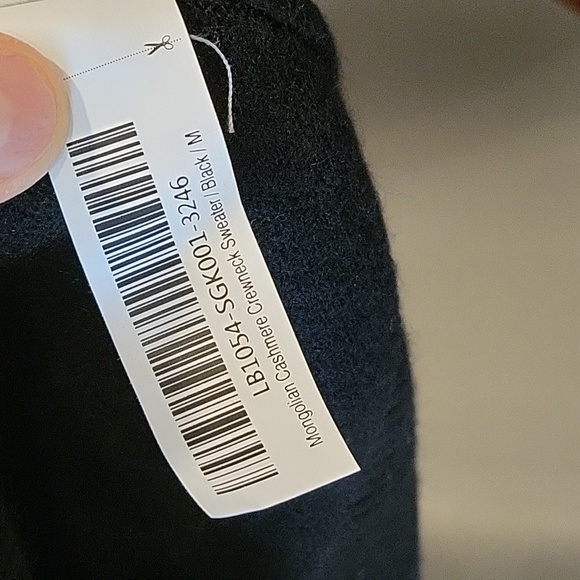 LB1054-SGK001-3246
Mongolian Cashmere Crewneck Sweater / Black / M